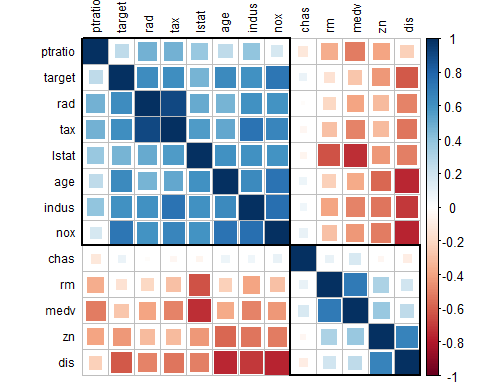 ptratio target rad tax lstat age indus nox chas rm medv zn dis
ptratio
target
rad
tax
lstat
age
indus
nox
chas
rm
medv
zn
dis
1
0.8
0.6
0.4
0.2
0
-0.2
-0.4
-0.6
-0.8
-1